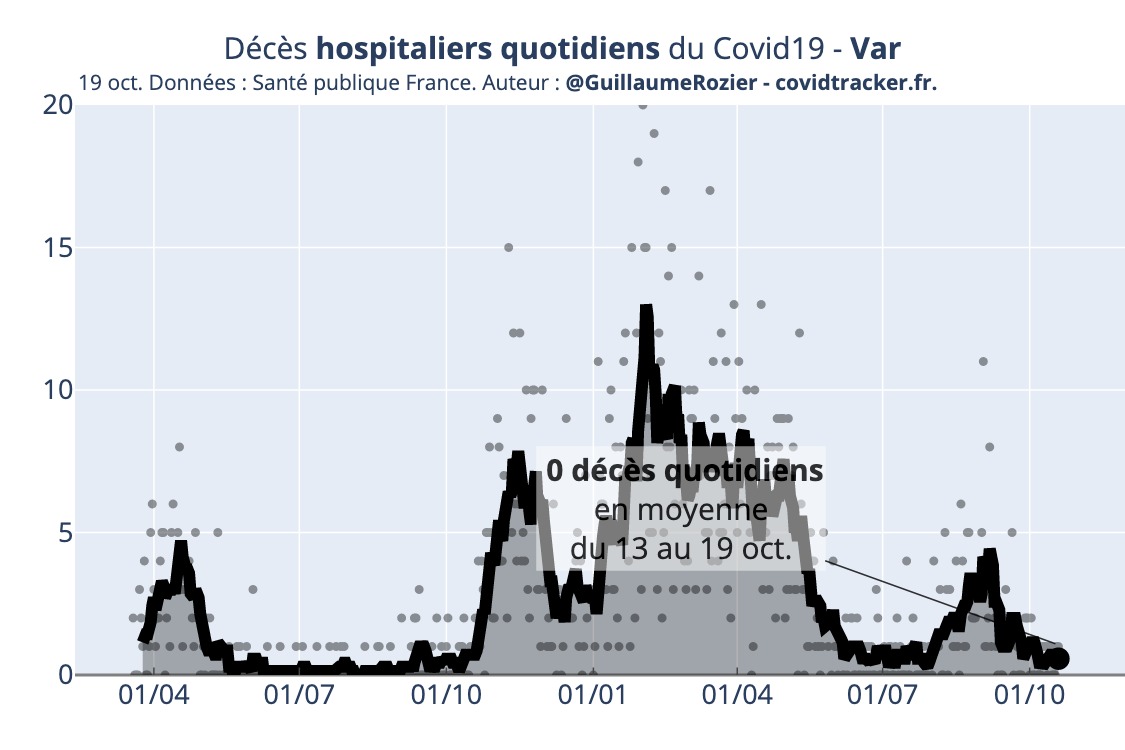 Décès hospitaliers quotidiens du Covid19 - Var
19 oct. Données : Santé publique France. Auteur : @GuillaumeRozier - covidtracker.fr.
20
15
10
5
0
0 décès quotidiens
en moyenne
du 13 au 19 oct.
01/04 01/07 01/10 01/01 01/04 01/07 01/10